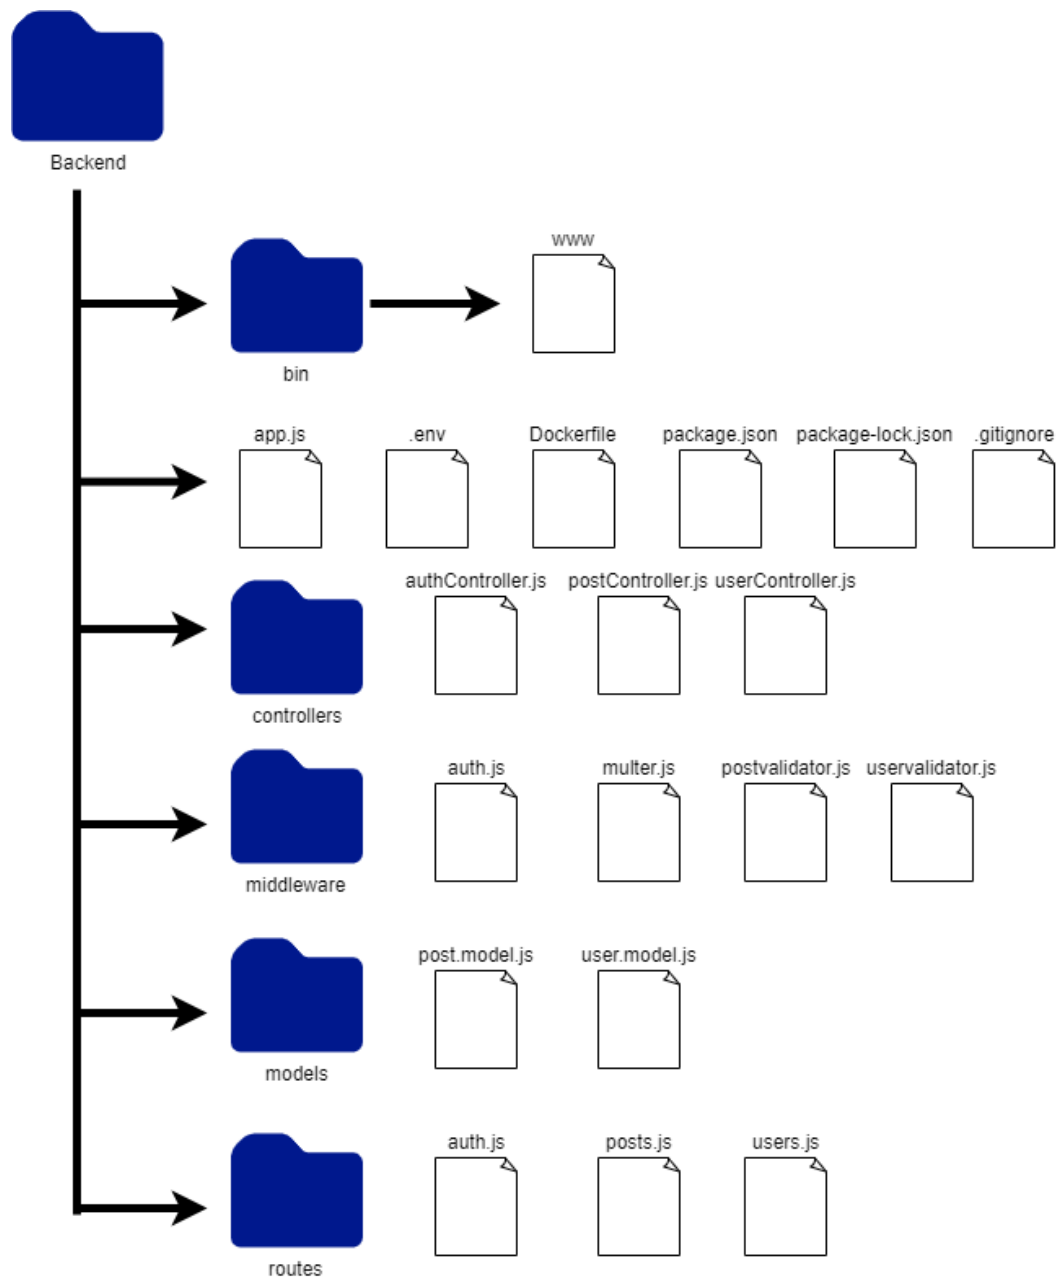 Backend
www
bin
app.js .env Dockerfile package.json package-lock.json .gitignore
authController.js postController.js userController.js
controllers
auth.js multer.js postvalidator.js uservalidator.js
middleware
post.model.js user.model.js
models
auth.js posts.js users.js
routes